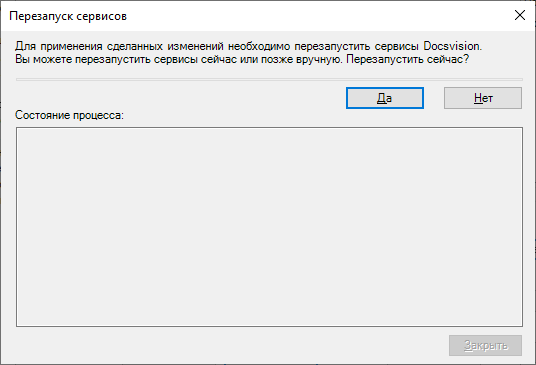 Перезапуск сервисов
Для применения сделанных изменений необходимо перезапустить сервисы Docsvision.
Вы можете перезапустить сервисы сейчас или позже вручную. Перезапустить сейчас?
Да
Нет
Состояние процесса:
Закрыть